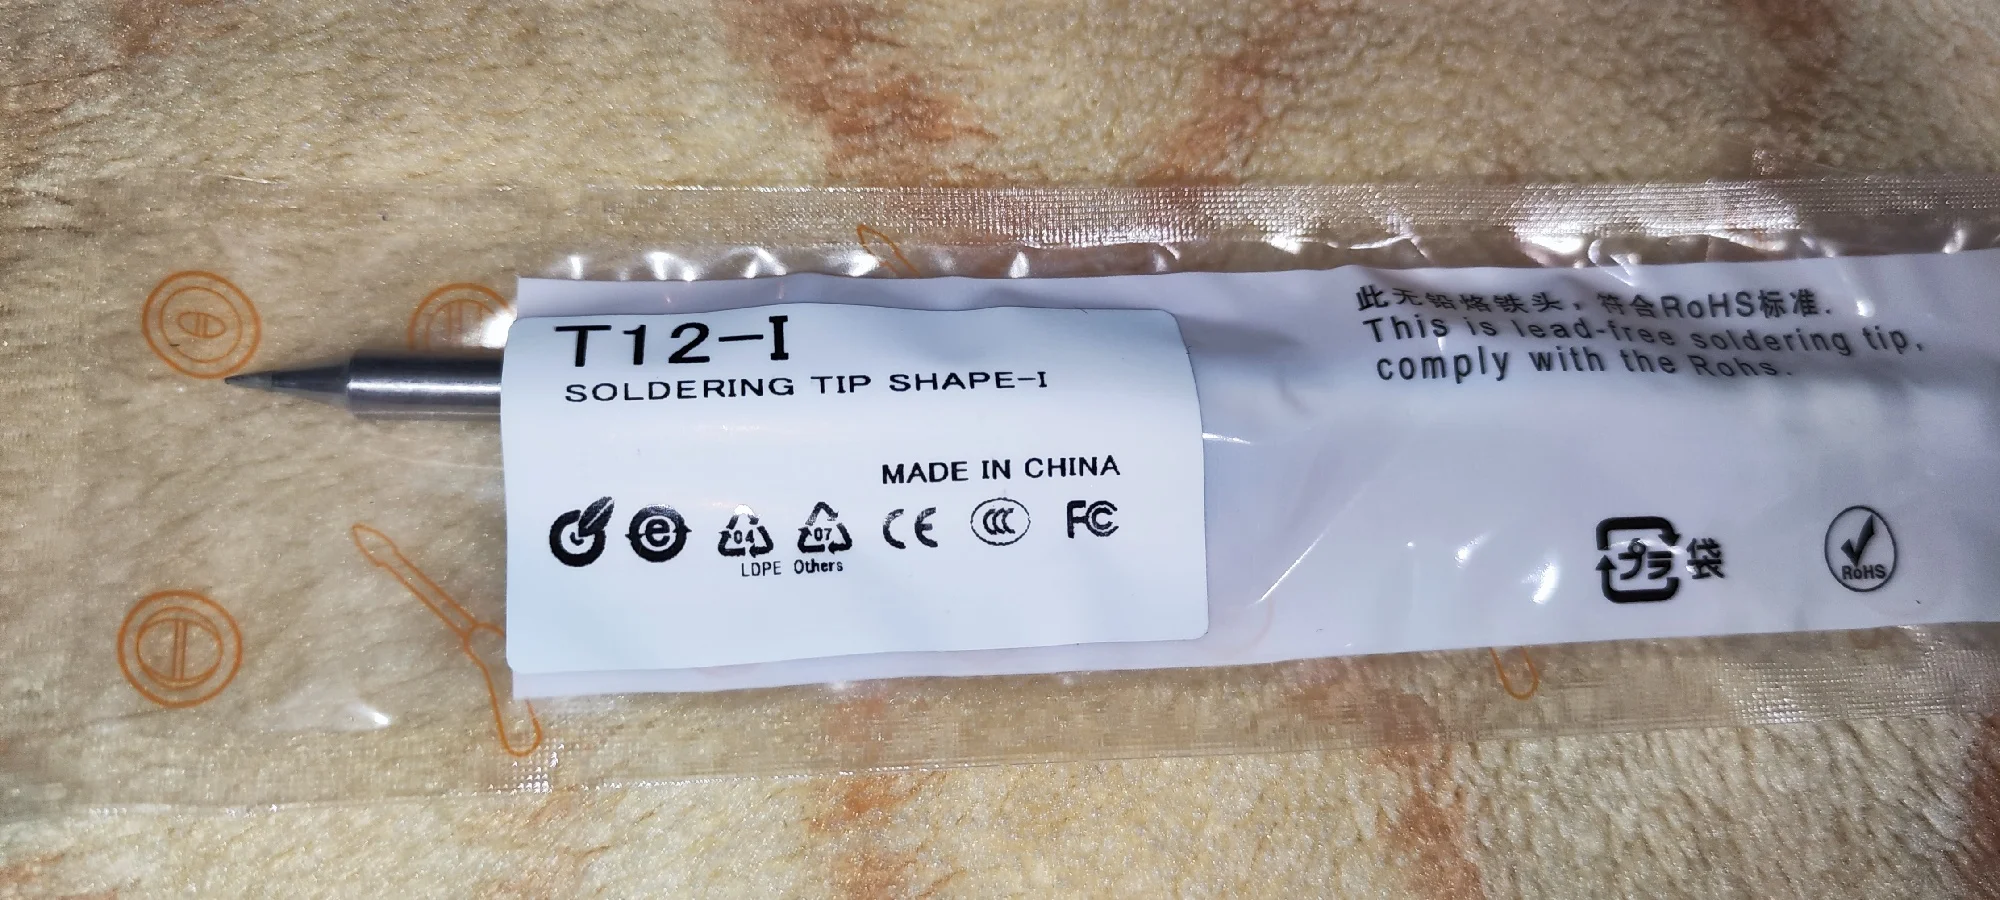 T12-I
SOLDERING TIP SHAPE-I
MADE IN CHINA
e
04
07
CE
CCC
FC
LDPE Others
此无铅烙铁头，符合RoHS标准.
This is lead-free soldering tip,
comply with the Rohs.
プラ 袋
RoHS